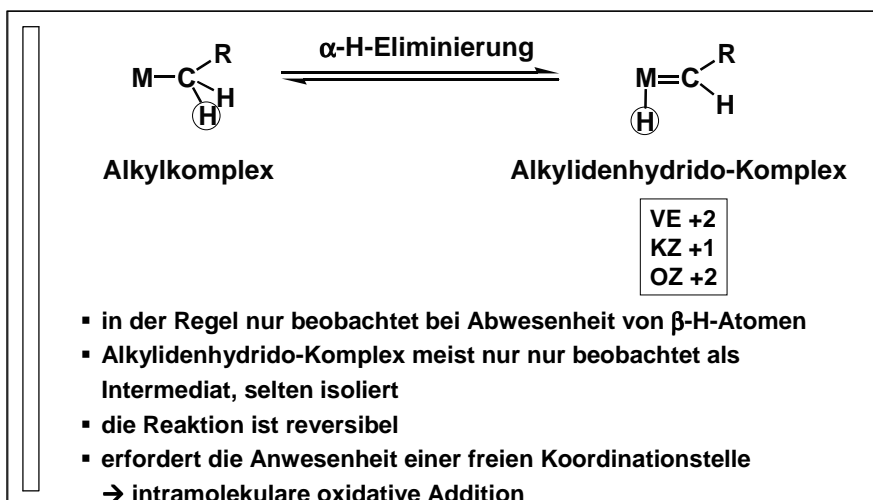 α-H-Eliminierung
M C R H H
M C R H H
Alkylkomplex
Alkylidenhydrido-Komplex
VE +2
KZ +1
OZ +2
▪ in der Regel nur beobachtet bei Abwesenheit von β-H-Atomen
▪ Alkylidenhydrido-Komplex meist nur nur beobachtet als
Intermediat, selten isoliert
▪ die Reaktion ist reversibel
▪ erfordert die Anwesenheit einer freien Koordinationstelle
→ intramolekulare oxidative Addition